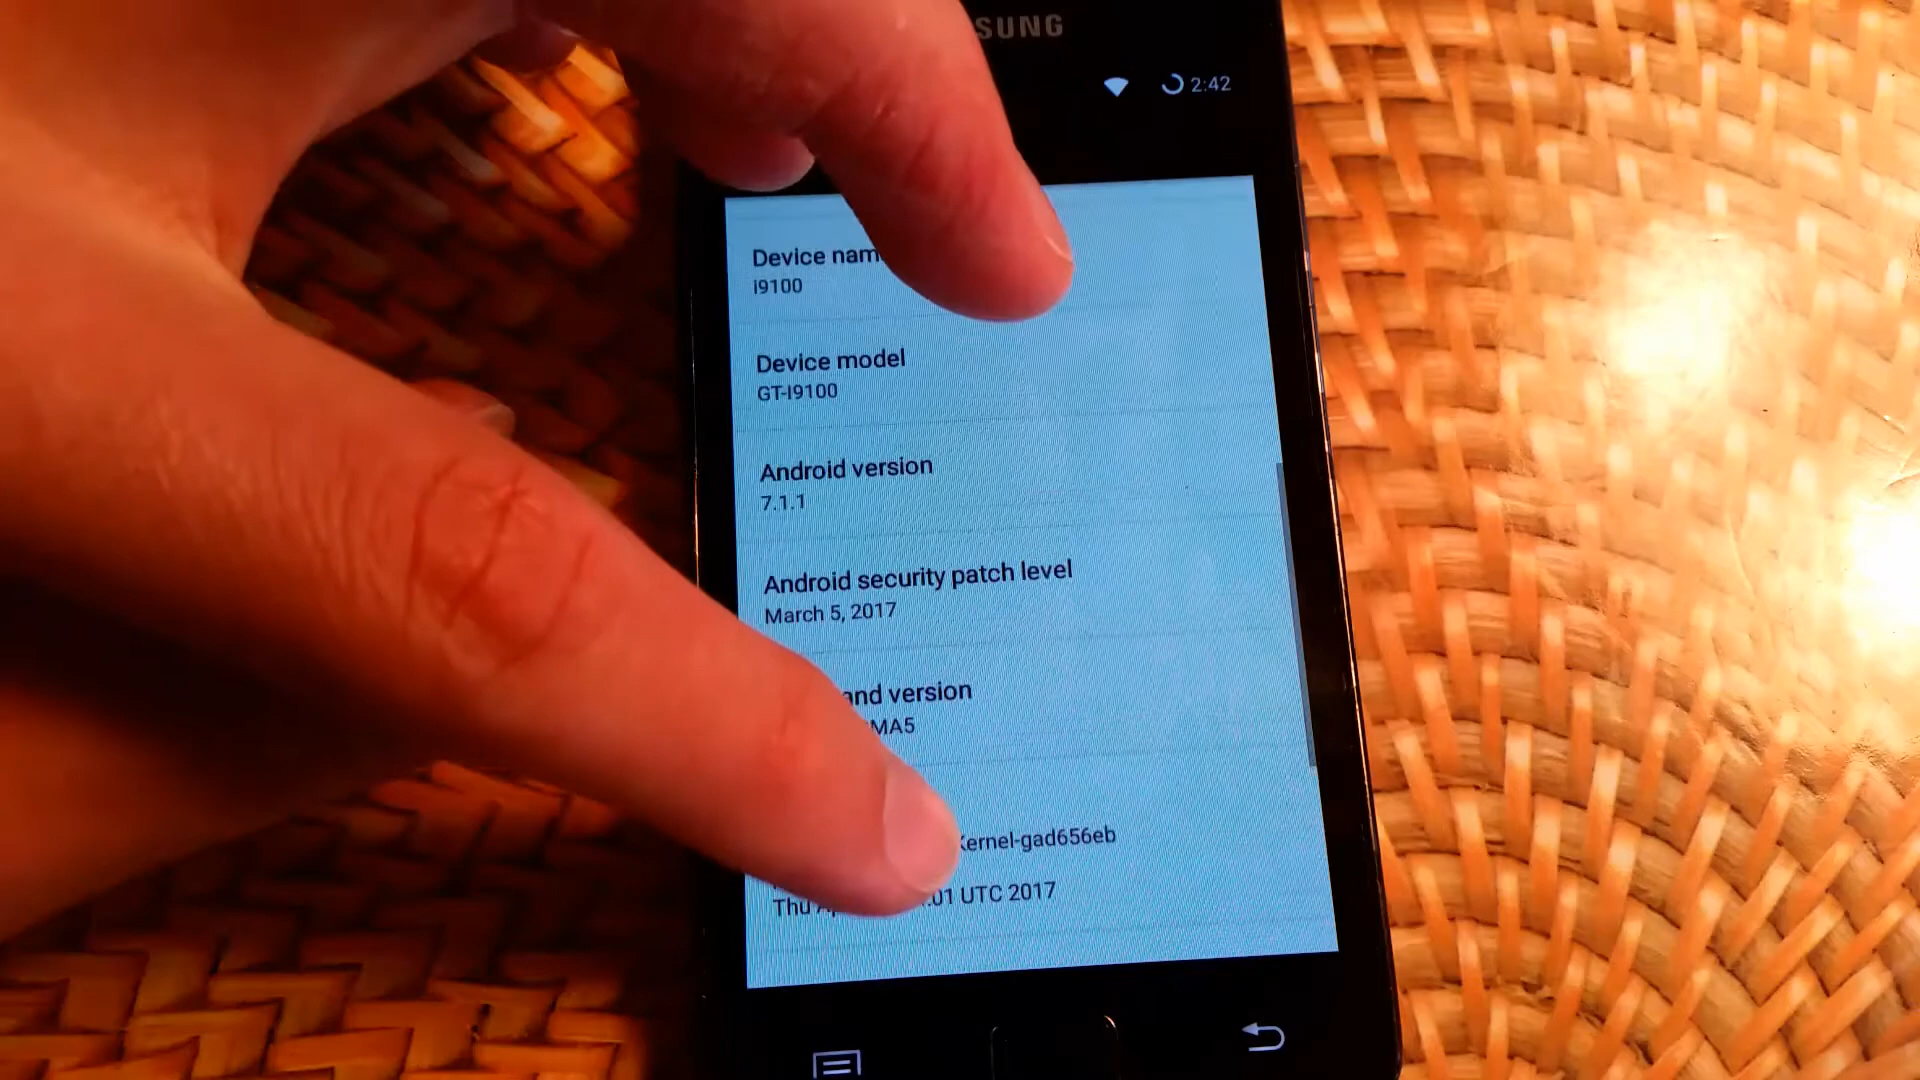 SUNG
2:42
Device nam
i9100
Device model
GT-I9100
Android version
7.1.1
Android security patch level
March 5, 2017
and version
MA5
Kernel-gad656eb
Thu Ap :01 UTC 2017